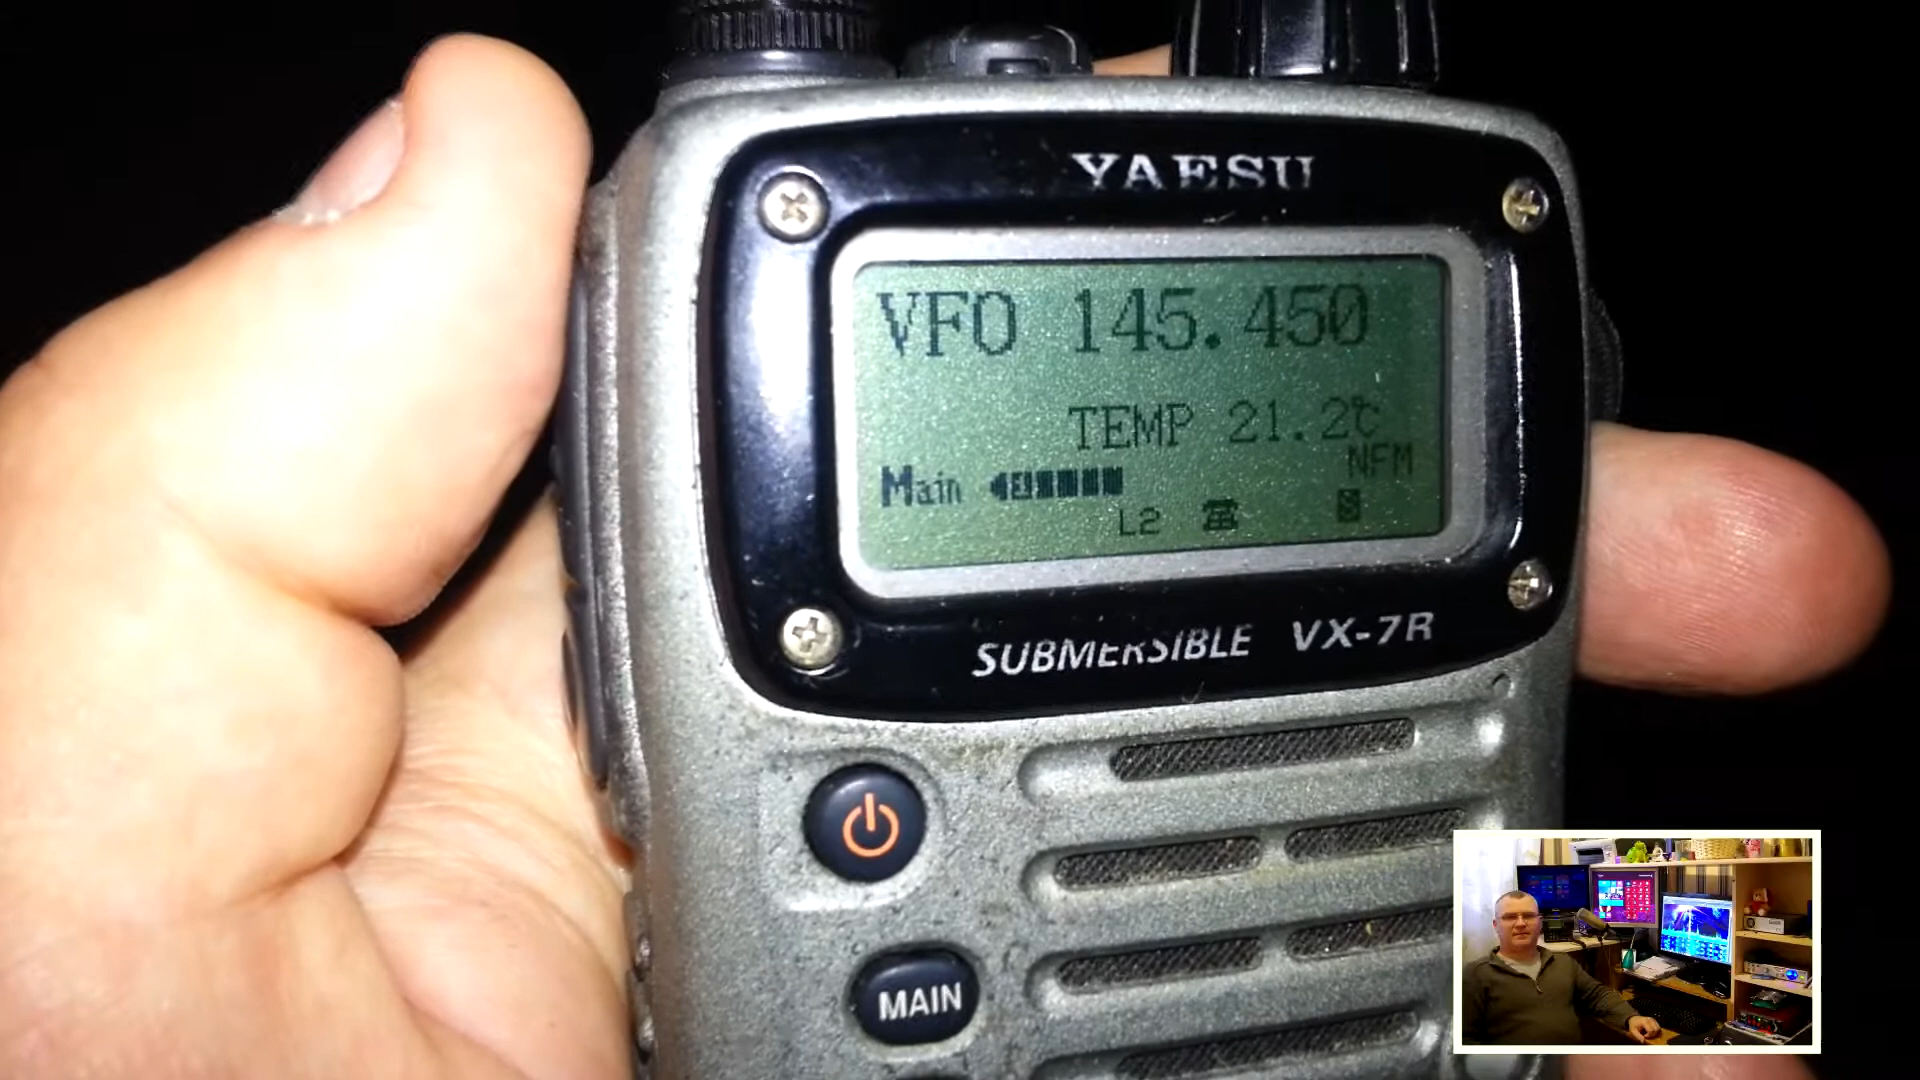 YAESU
VFO 145.450
TEMP 21.2℃
NFM
Main
L2
S
SUBMERSIBLE VX-7R
MAIN